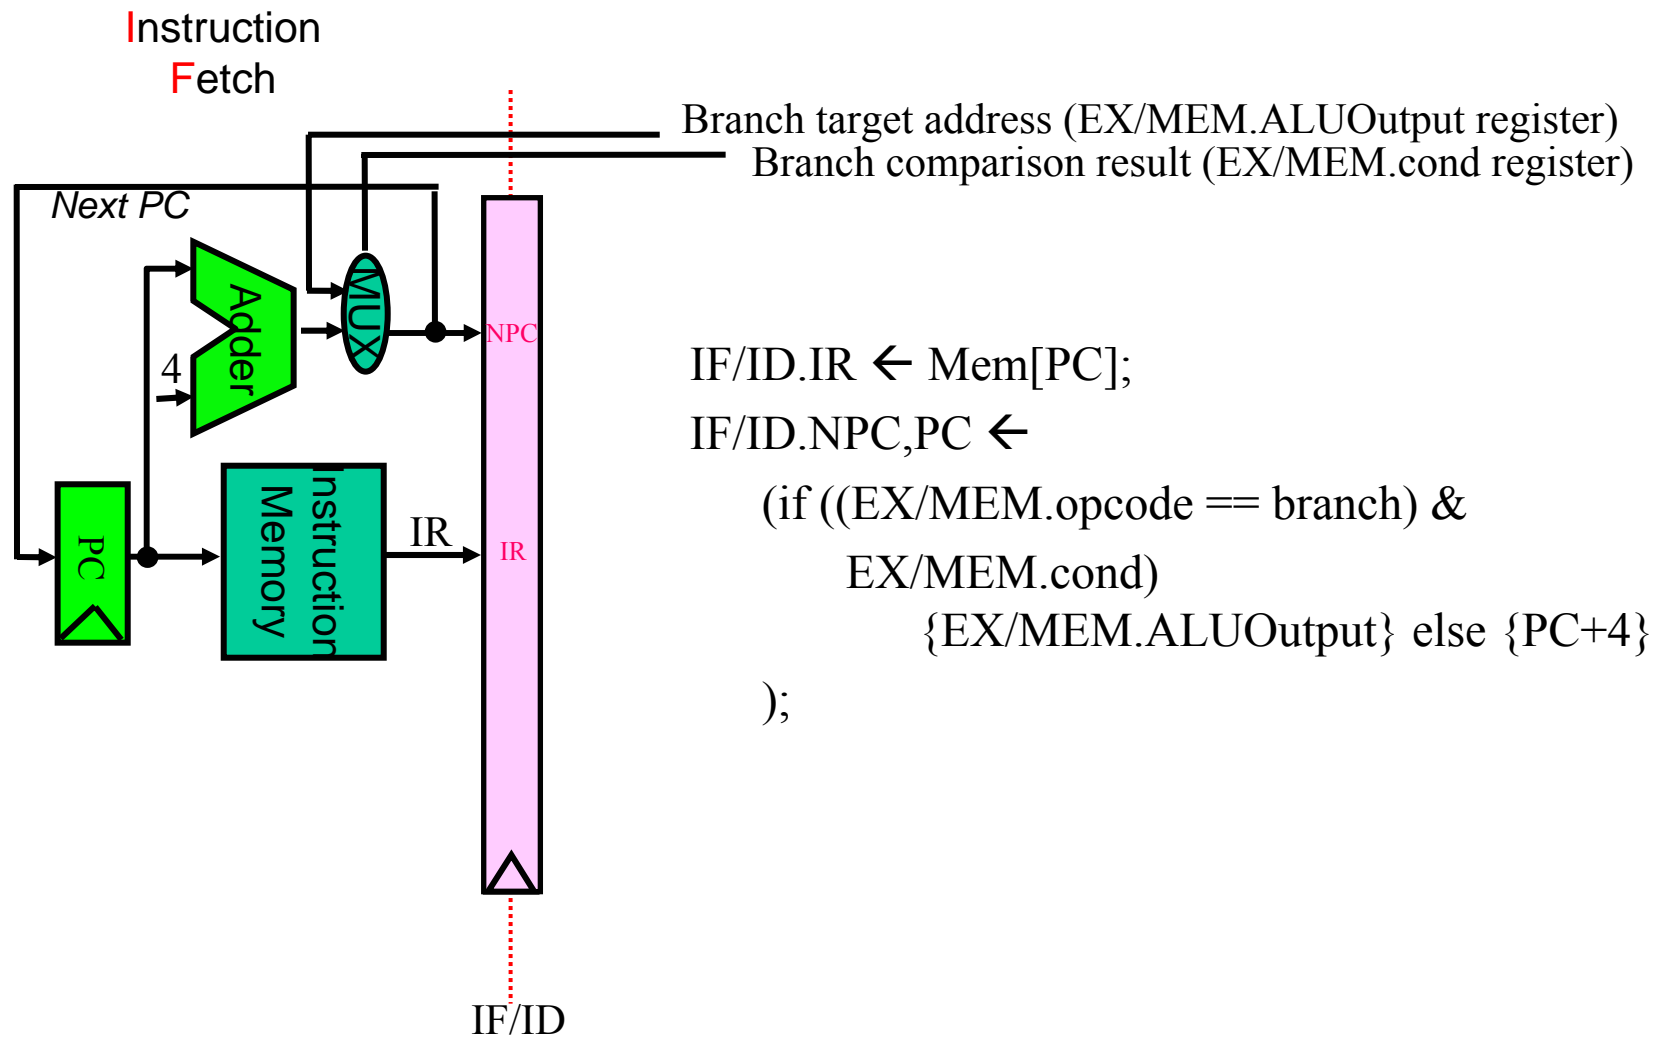 Instruction
Fetch
Branch target address (EX/MEM.ALUOutput register)
Branch comparison result (EX/MEM.cond register)
Next PC
Adder
MUX
4
NPC
PC
Instruction
Memory
IR
IR
IF/ID
IF/ID.IR ← Mem[PC];
IF/ID.NPC,PC ←
(if ((EX/MEM.opcode == branch) &
EX/MEM.cond)
{EX/MEM.ALUOutput} else {PC+4}
);